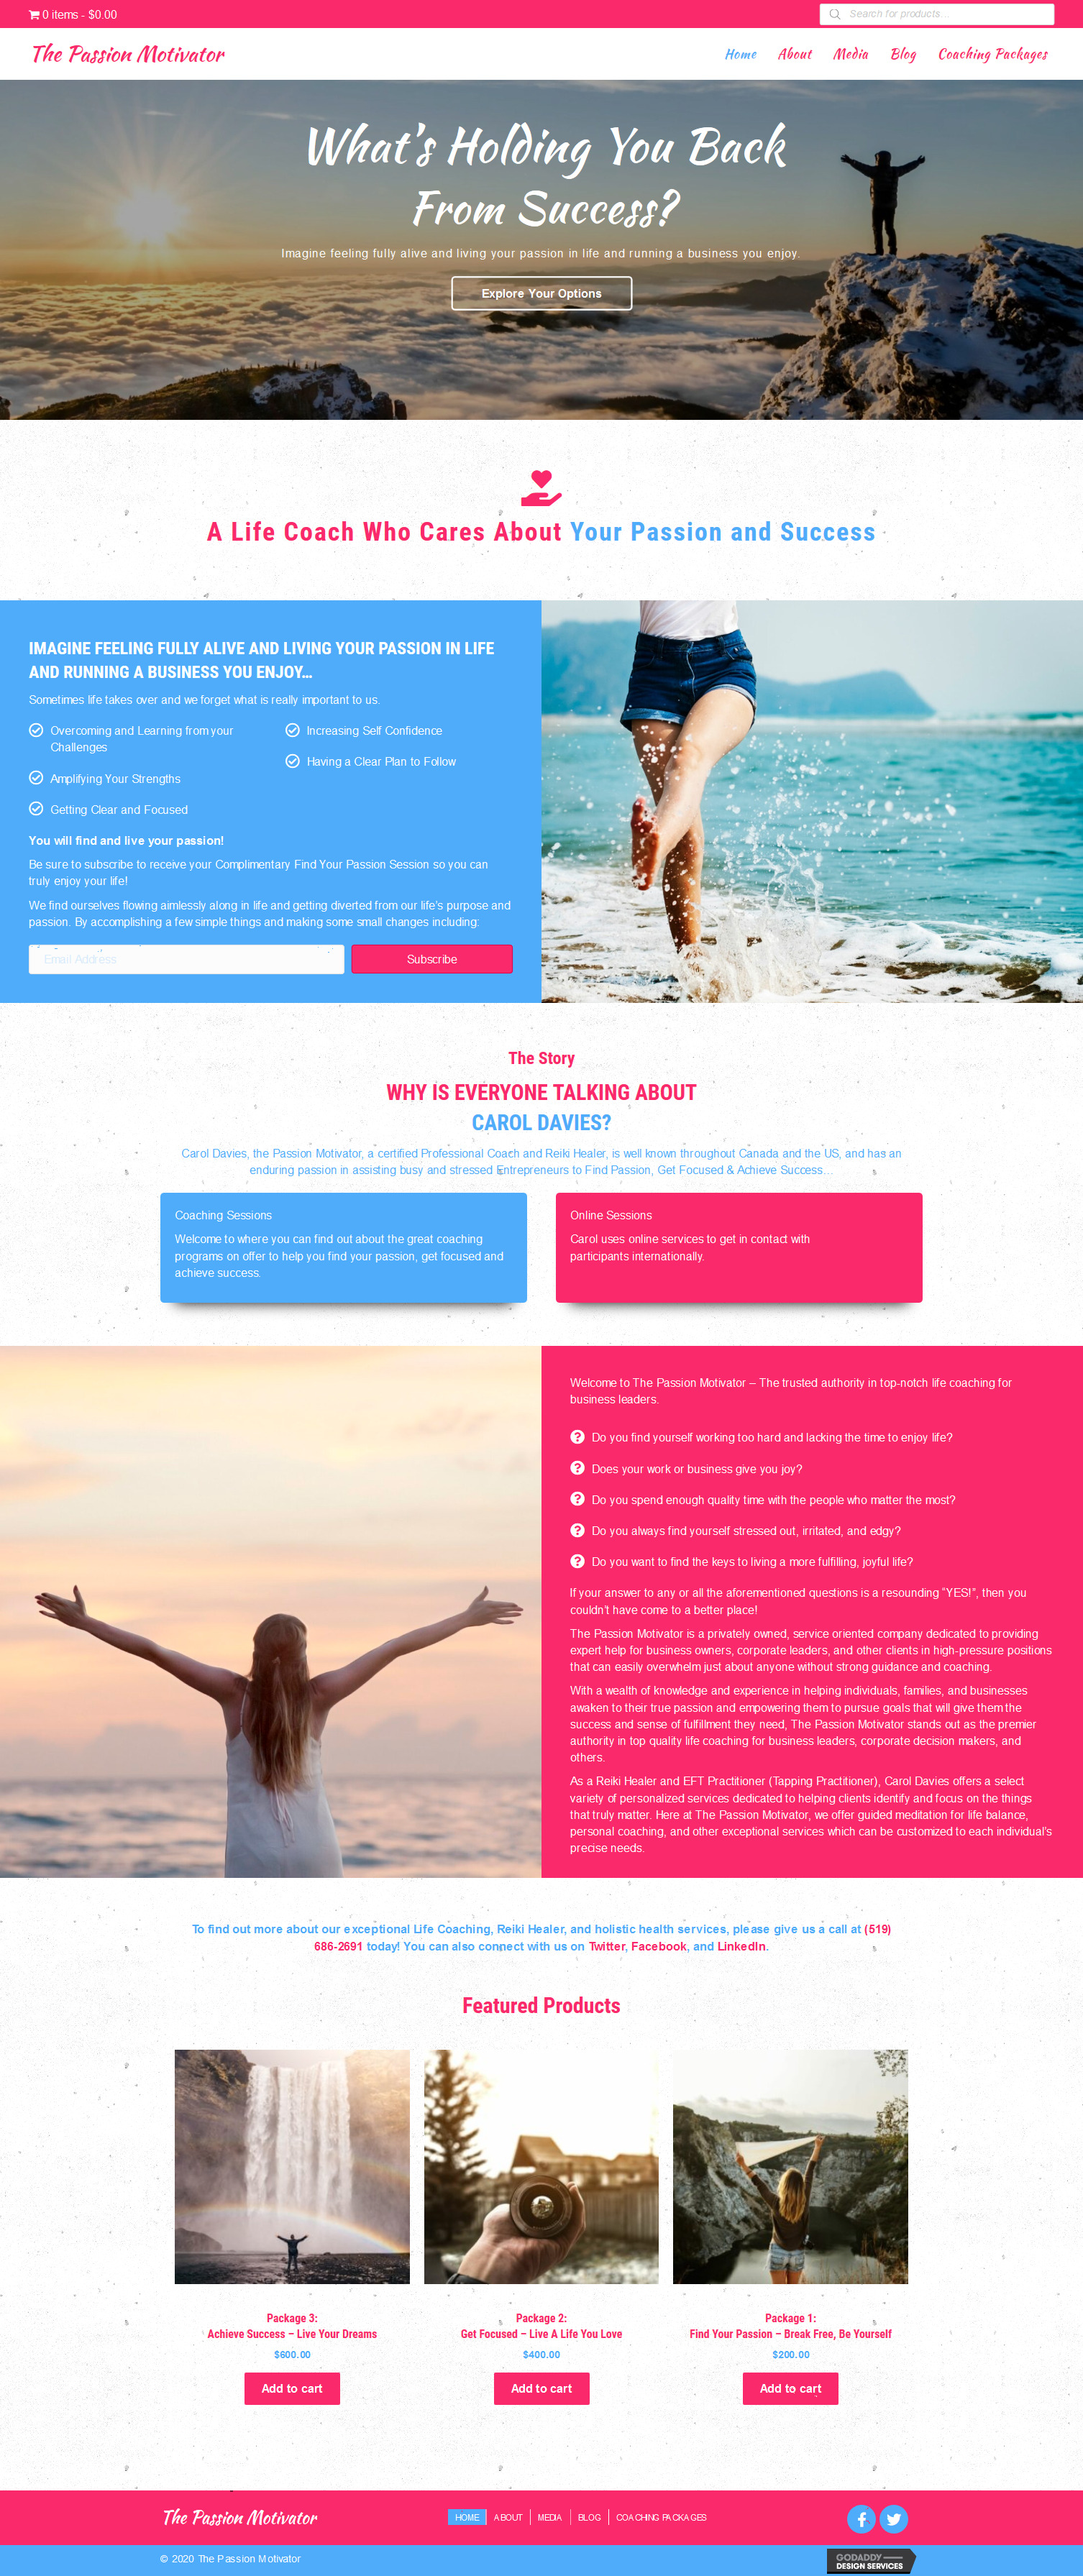 0 items - $0.00
Search for products...
The Passion Motivator
Home About Media Blog Coaching Packages
What's Holding You Back
From Success?
Imagine feeling fully alive and living your passion in life and running a business you enjoy.
Explore Your Options
A Life Coach Who Cares About Your Passion and Success
IMAGINE FEELING FULLY ALIVE AND LIVING YOUR PASSION IN LIFE
AND RUNNING A BUSINESS YOU ENJOY...
Sometimes life takes over and we forget what is really important to us.
Overcoming and Learning from your
Challenges
Amplifying Your Strengths
Getting Clear and Focused
Increasing Self Confidence
Having a Clear Plan to Follow
You will find and live your passion!
Be sure to subscribe to receive your Complimentary Find Your Passion Session so you can
truly enjoy your life!
We find ourselves flowing aimlessly along in life and getting diverted from our life's purpose and
passion. By accomplishing a few simple things and making some small changes including:
Email Address
Subscribe
The Story
WHY IS EVERYONE TALKING ABOUT
CAROL DAVIES?
Carol Davies, the Passion Motivator, a certified Professional Coach and Reiki Healer, is well known throughout Canada and the US, and has an
enduring passion in assisting busy and stressed Entrepreneurs to Find Passion, Get Focused & Achieve Success...
Coaching Sessions
Welcome to where you can find out about the great coaching
programs on offer to help you find your passion, get focused and
achieve success.
Online Sessions
Carol uses online services to get in contact with
participants internationally.
Welcome to The Passion Motivator – The trusted authority in top-notch life coaching for
business leaders.
Do you find yourself working too hard and lacking the time to enjoy life?
Does your work or business give you joy?
Do you spend enough quality time with the people who matter the most?
Do you always find yourself stressed out, irritated, and edgy?
Do you want to find the keys to living a more fulfilling, joyful life?
If your answer to any or all the aforementioned questions is a resounding "YES!", then you
couldn't have come to a better place!
The Passion Motivator is a privately owned, service oriented company dedicated to providing
expert help for business owners, corporate leaders, and other clients in high-pressure positions
that can easily overwhelm just about anyone without strong guidance and coaching.
With a wealth of knowledge and experience in helping individuals, families, and businesses
awaken to their true passion and empowering them to pursue goals that will give them the
success and sense of fulfillment they need, The Passion Motivator stands out as the premier
authority in top quality life coaching for business leaders, corporate decision makers, and
others.
As a Reiki Healer and EFT Practitioner (Tapping Practitioner), Carol Davies offers a select
variety of personalized services dedicated to helping clients identify and focus on the things
that truly matter. Here at The Passion Motivator, we offer guided meditation for life balance,
personal coaching, and other exceptional services which can be customized to each individual's
precise needs.
To find out more about our exceptional Life Coaching, Reiki Healer, and holistic health services, please give us a call at (519)
686-2691 today! You can also connect with us on Twitter, Facebook, and LinkedIn.
Featured Products
Package 3:
Achieve Success – Live Your Dreams
$600.00
Add to cart
Package 2:
Get Focused – Live A Life You Love
$400.00
Add to cart
Package 1:
Find Your Passion – Break Free, Be Yourself
$200.00
Add to cart
The Passion Motivator
HOME ABOUT MEDIA BLOG COACHING PACKAGES
© 2020 The Passion Motivator
GODADDY
DESIGN SERVICES